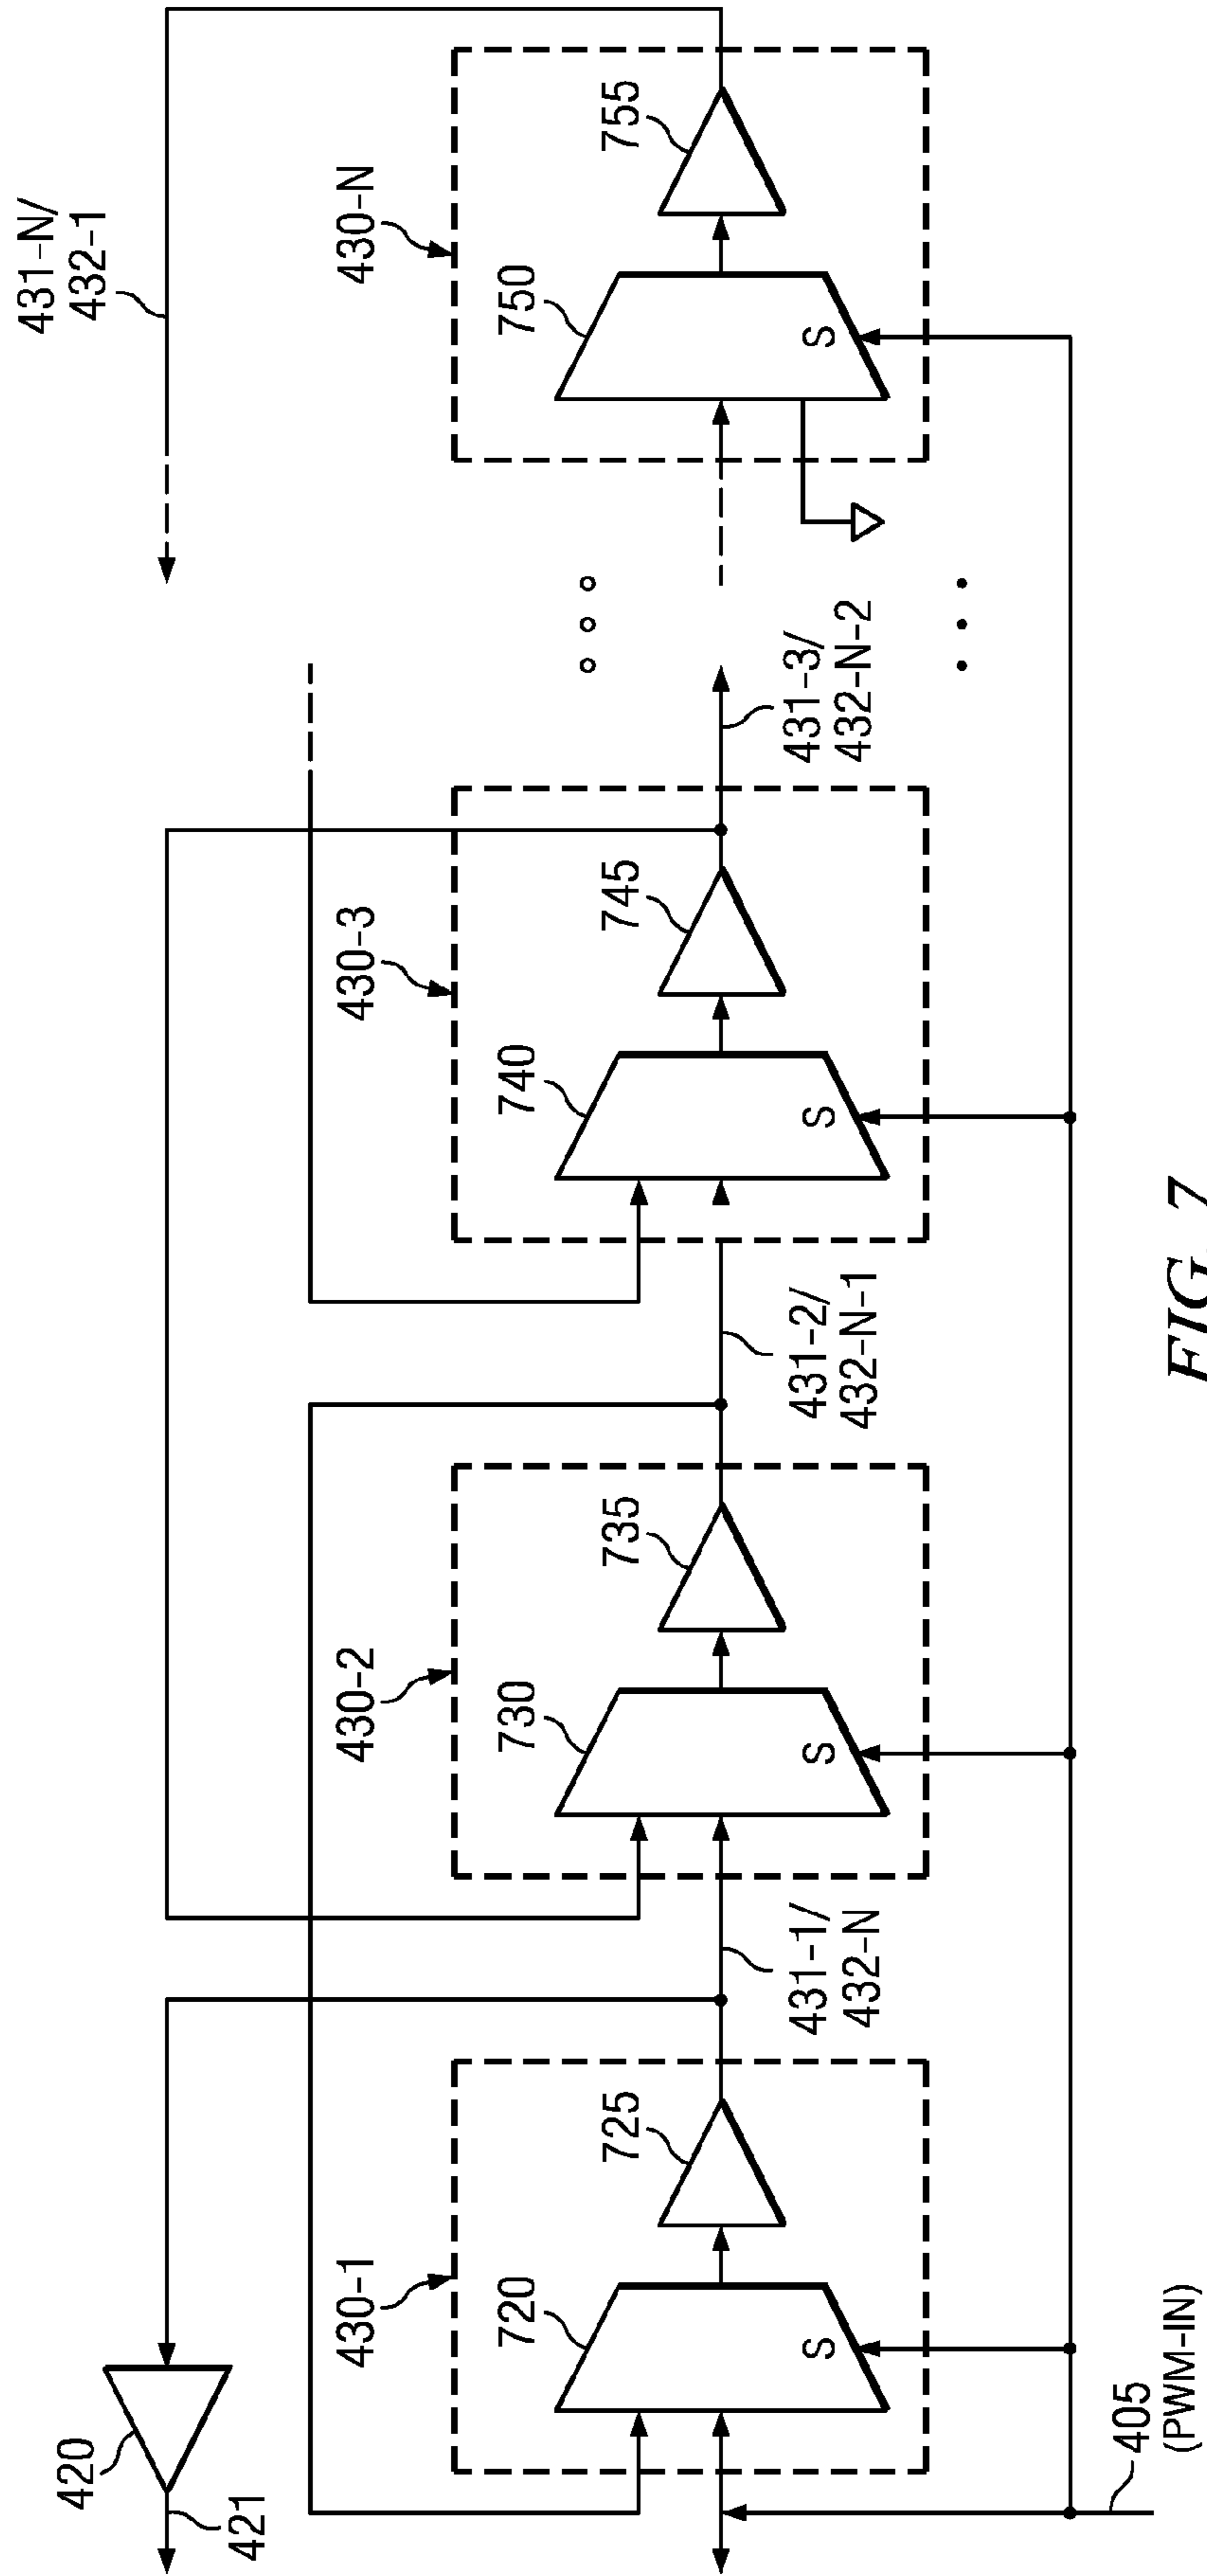 431-N/
432-1
430-N
750
755
430-3
740
745
431-3/
432-N-2
430-2
730
735
431-2/
432-N-1
430-1
720
725
431-1/
432-N
S
S
S
S
420
421
405
(PWM-IN)
FIG. 7